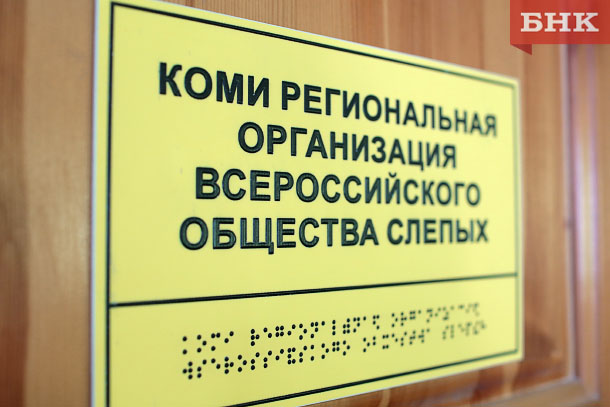 БНК
КОМИ РЕГИОНАЛЬНАЯ
ОРГАНИЗАЦИЯ
ВСЕРОССИЙСКОГО
ОБЩЕСТВА СЛЕПЫХ